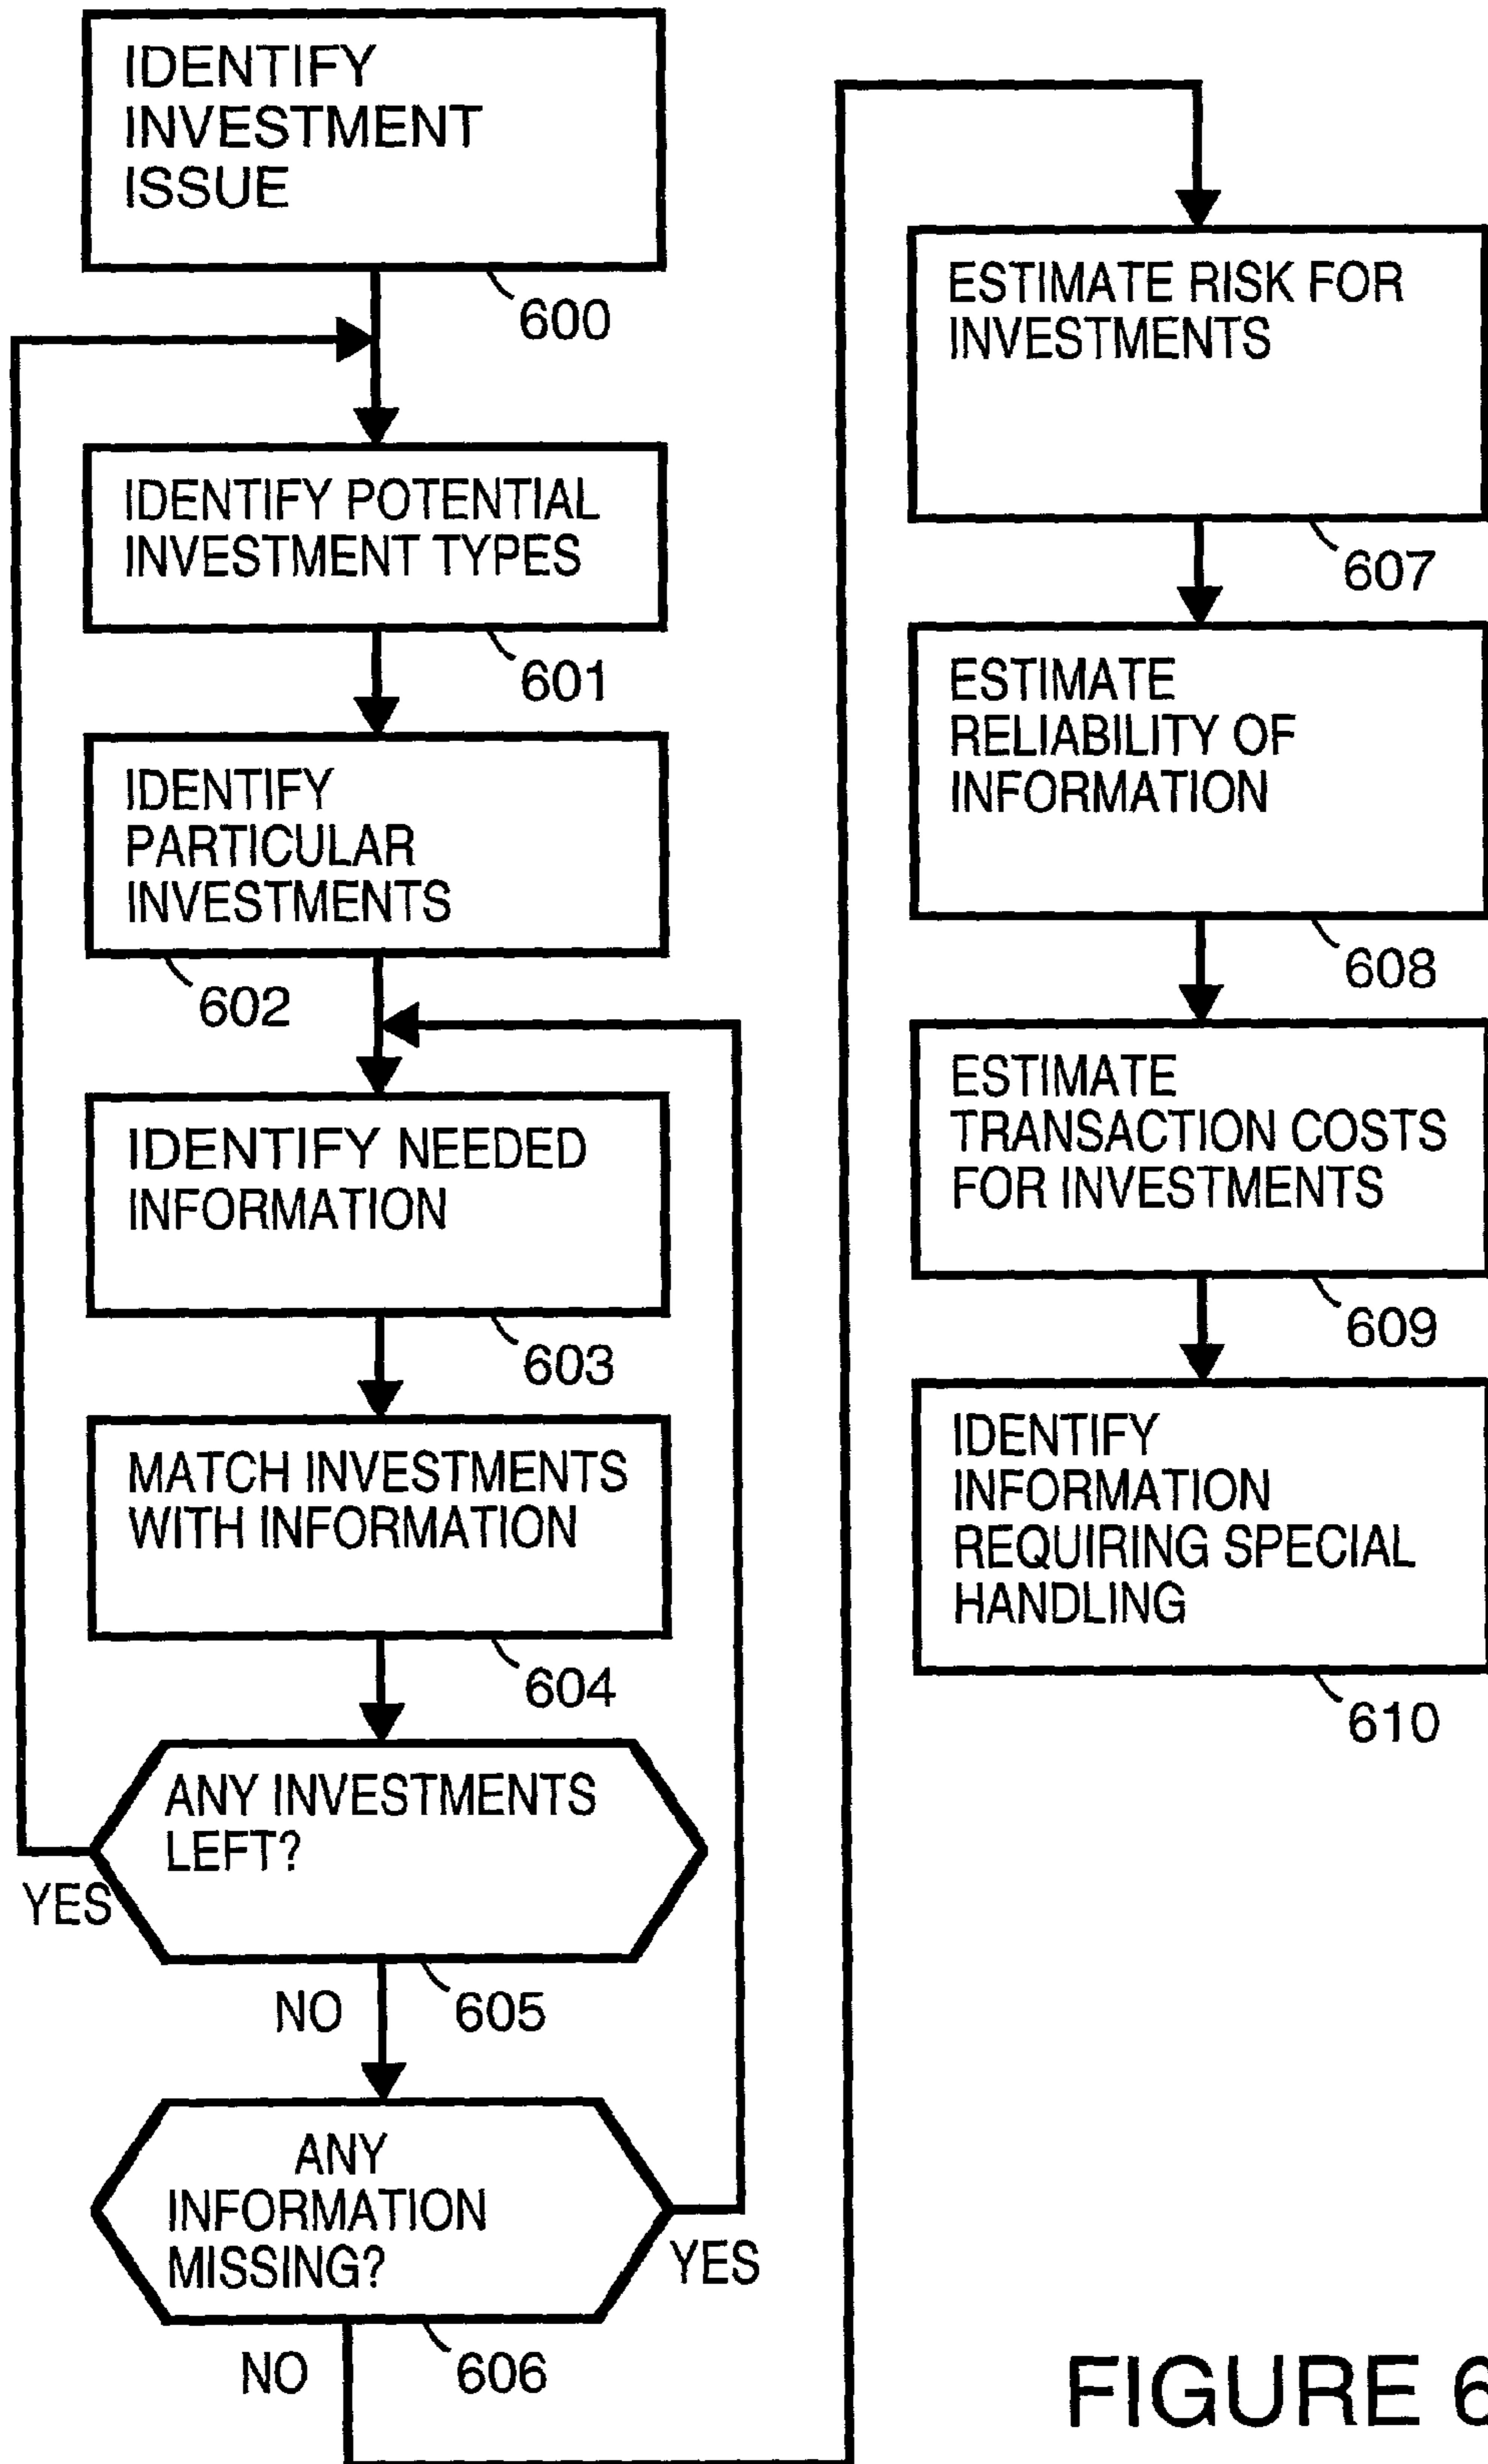 IDENTIFY
INVESTMENT
ISSUE
600
IDENTIFY POTENTIAL
INVESTMENT TYPES
601
IDENTIFY
PARTICULAR
INVESTMENTS
602
IDENTIFY NEEDED
INFORMATION
603
MATCH INVESTMENTS
WITH INFORMATION
604
ANY INVESTMENTS
LEFT?
YES
NO
605
ANY
INFORMATION
MISSING?
YES
NO
606
ESTIMATE RISK FOR
INVESTMENTS
607
ESTIMATE
RELIABILITY OF
INFORMATION
608
ESTIMATE
TRANSACTION COSTS
FOR INVESTMENTS
609
IDENTIFY
INFORMATION
REQUIRING SPECIAL
HANDLING
610
FIGURE 6